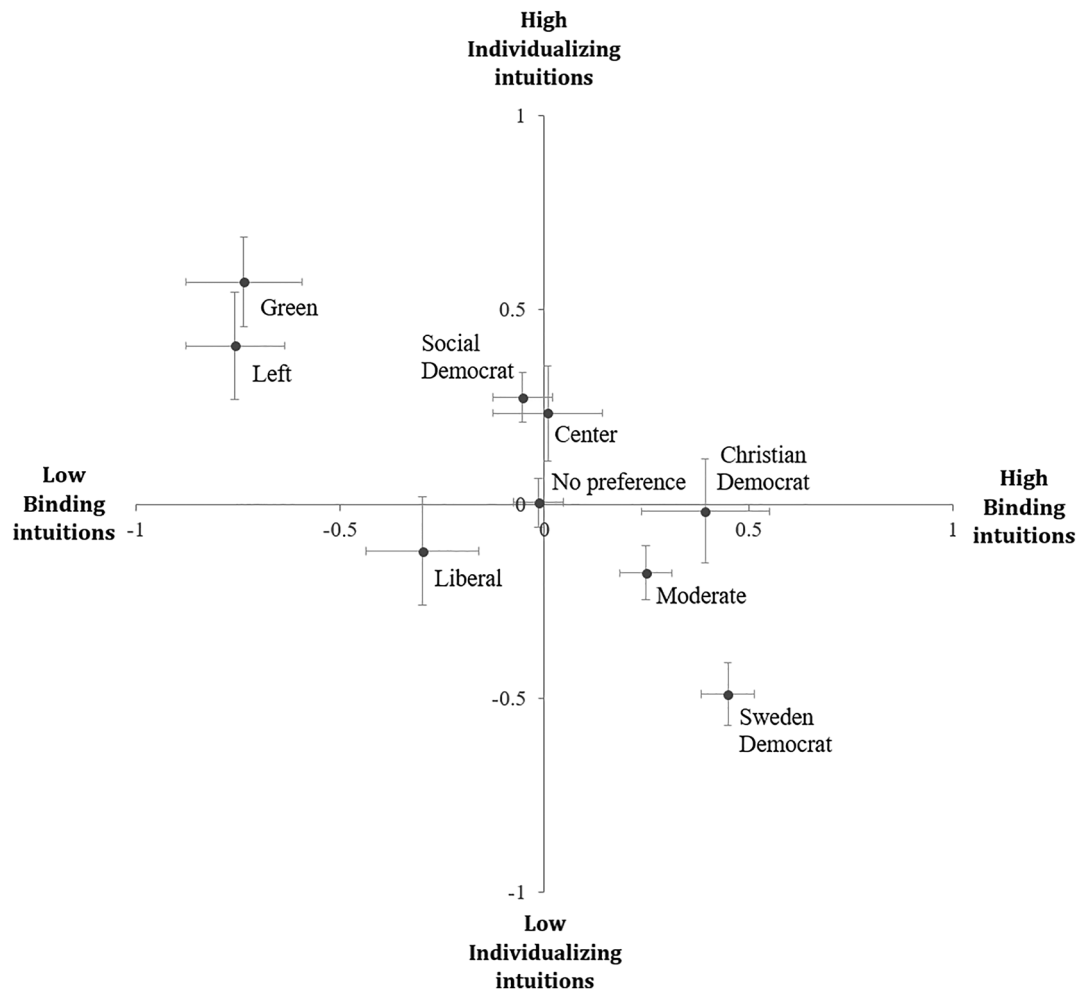 High
Individualizing
intuitions
1
Green
0.5
Left
Social
Democrat
Center
Low
Binding
intuitions
No preference
Christian
Democrat
High
Binding
intuitions
0
-1
-0.5
0
0.5
1
Liberal
Moderate
-0.5
Sweden
Democrat
-1
Low
Individualizing
intuitions